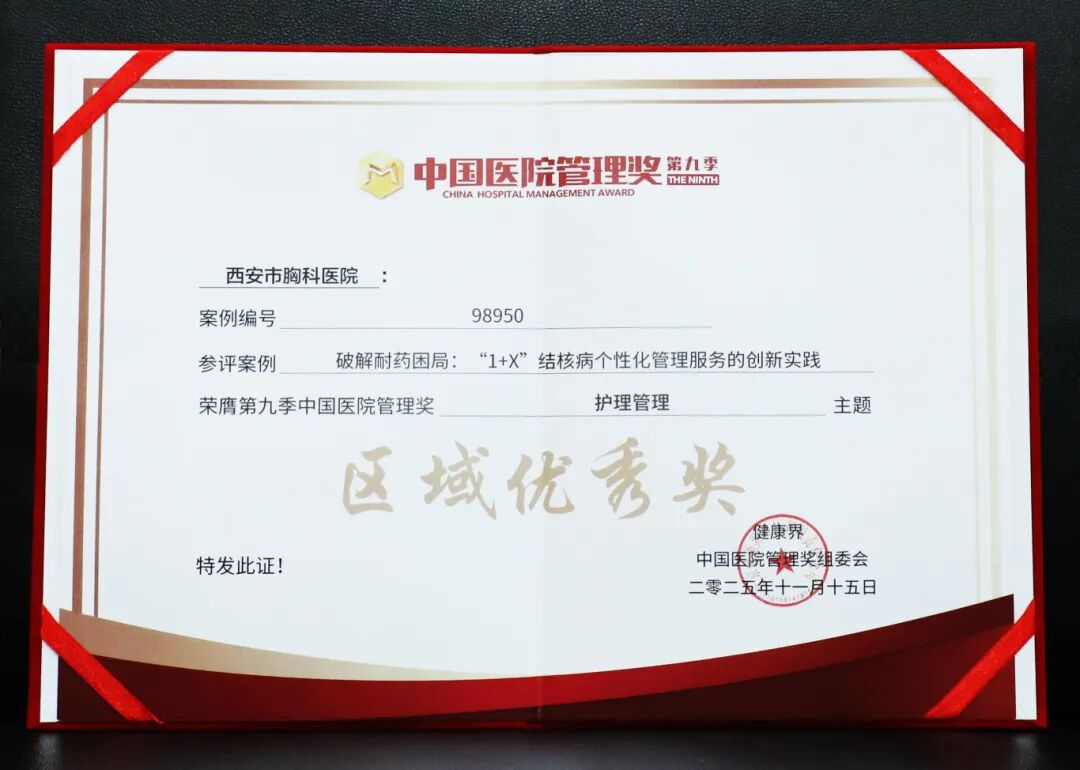 中国医院管理奖 第九季
THE NINTH
CHINA HOSPITAL MANAGEMENT AWARD
西安市胸科医院：
案例编号 98950
参评案例 破解耐药困局：“1+X”结核病个性化管理服务的创新实践
荣膺第九季中国医院管理奖 护理管理 主题
区域优秀奖
特发此证！
健康界
中国医院管理奖组委会
二零二五年十一月十五日